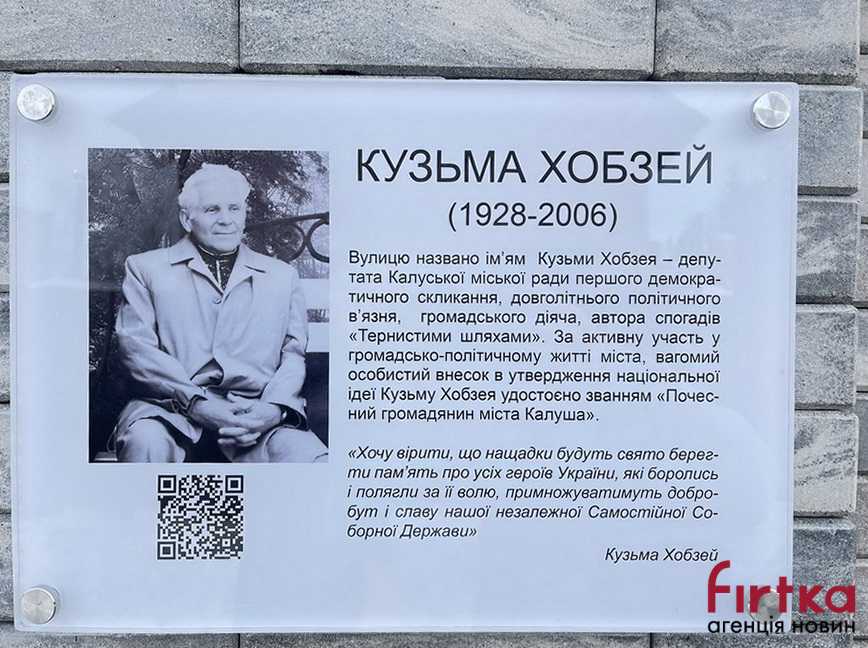 КУЗЬМА ХОБЗЕЙ
(1928-2006)
Вулицю названо ім'ям Кузьми Хобзея – депу-
тата Калуської міської ради першого демокра-
тичного скликання, довголітнього політичного
в'язня, громадського діяча, автора спогадів
«Тернистими шляхами». За активну участь у
громадсько-політичному житті міста, вагомий
особистий внесок в утвердження національної
ідеї Кузьму Хобзея удостоєно званням «Почес-
ний громадянин міста Калуша».
«Хочу вірити, що нащадки будуть свято берег-
ти пам'ять про усіх героїв України, які боролись
і полягли за її волю, примножуватимуть добро-
бут і славу нашої незалежної Самостійної Со-
борної Держави»
Кузьма Хобзей
fırtka
агенція новин